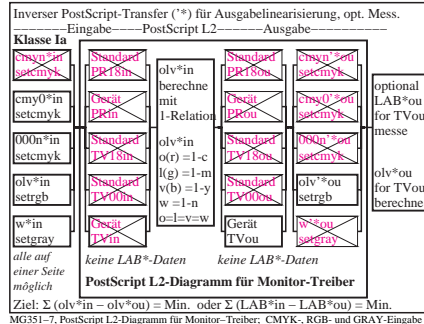 Inverser PostScript-Transfer ('*) für Ausgabelinearisierung, opt. Mess.
–––––––Eingabe––––PostScript L2––––––Ausgabe––––––––––
Klasse Ia
cmyn*in
setcmyk
cmy0*in
setcmyk
000n*in
setcmyk
olv*in
setrgb
w*in
setgray
alle auf
einer Seite
möglich
Standard
PR18in
Gerät
PRin
Standard
TV18in
Standard
TV00in
Gerät
TVin
keine LAB*-Daten
olv*in
berechne
mit
1-Relation
olv*in
o(r) =1-c
l(g) =1-m
v(b) =1-y
w =1-n
o=l=v=w
Standard
PR18ou
Gerät
PRou
Standard
TV18ou
Standard
TV00ou
Gerät
TVou
keine LAB*-Daten
cmyn'*ou
setcmyk
cmy0'*ou
setcmyk
000n'*ou
setcmyk
olv'*ou
setrgb
w'*ou
setgray
optional
LAB*ou
for TVou
messe
olv*ou
for TVou
berechne
PostScript L2-Diagramm für Monitor-Treiber
Ziel: Σ (olv*in – olv*ou) = Min. oder Σ (LAB*in – LAB*ou) = Min.
MG351–7, PostScript L2-Diagramm für Monitor–Treiber; CMYK-, RGB- und GRAY-Eingabe